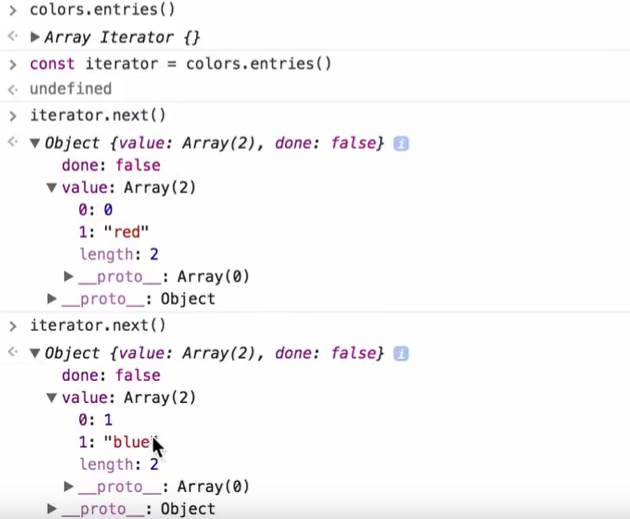 > colors.entries()
<· ▶Array Iterator {}
> const iterator = colors.entries()
<· undefined
> iterator.next()
<· ▼Object {value: Array(2), done: false} i
done: false
▼value: Array(2)
0: 0
1: "red"
length: 2
▶__proto__: Array(0)
▶__proto__: Object
> iterator.next()
<· ▼Object {value: Array(2), done: false} i
done: false
▼value: Array(2)
0: 1
1: "blue"
length: 2
▶__proto__: Array(0)
▶__proto__: Object